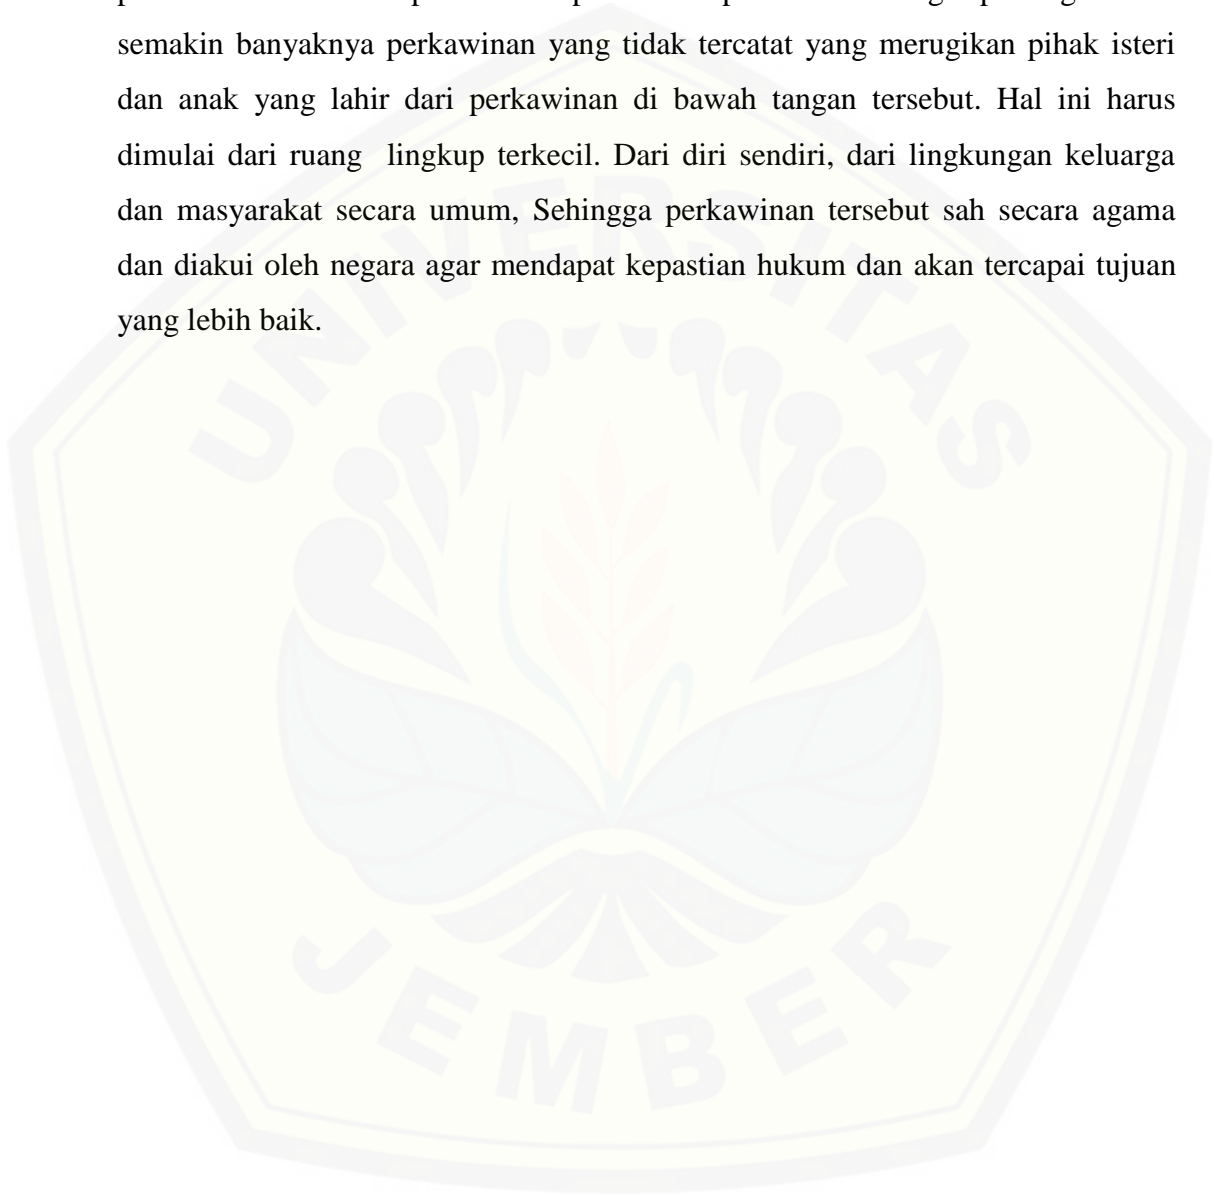 semakin banyaknya perkawinan yang tidak tercatat yang merugikan pihak isteri
dan anak yang lahir dari perkawinan di bawah tangan tersebut. Hal ini harus
dimulai dari ruang lingkup terkecil. Dari diri sendiri, dari lingkungan keluarga
dan masyarakat secara umum, Sehingga perkawinan tersebut sah secara agama
dan diakui oleh negara agar mendapat kepastian hukum dan akan tercapai tujuan
yang lebih baik.
UNIVERSITAS
JEMBER